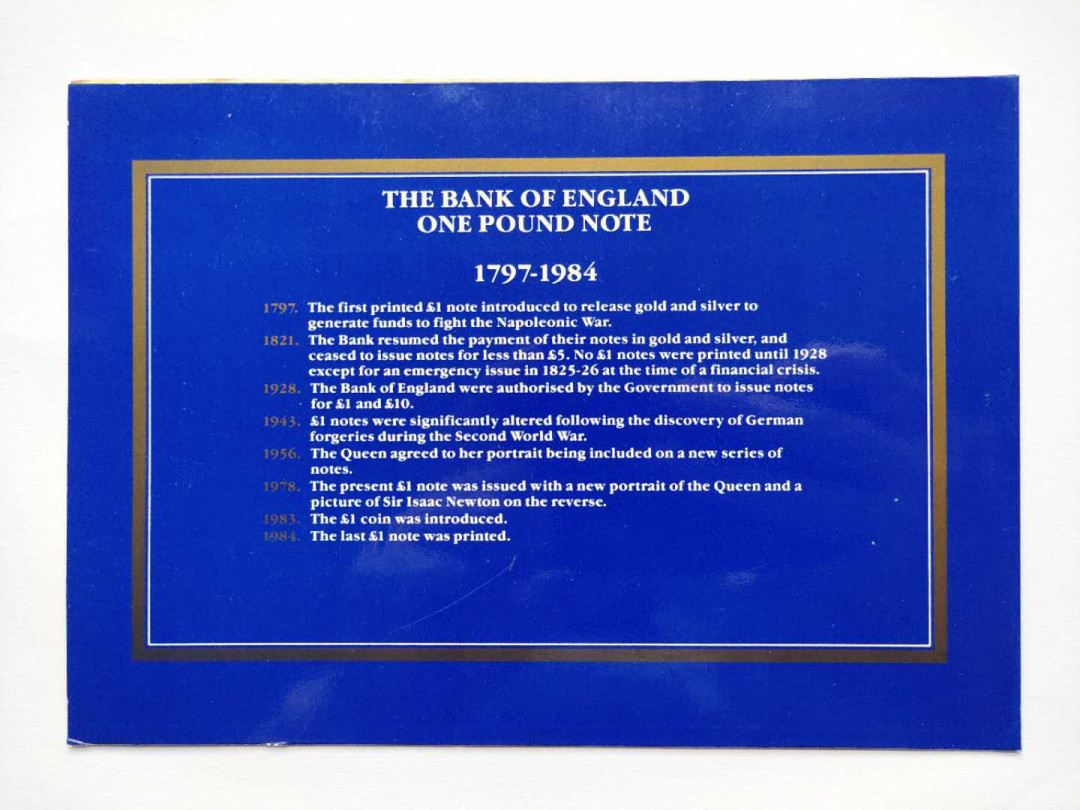 THE BANK OF ENGLAND
ONE POUND NOTE
1797-1984
1797. The first printed £1 note introduced to release gold and silver to
generate funds to fight the Napoleonic War.
1821. The Bank resumed the payment of their notes in gold and silver, and
ceased to issue notes for less than £5. No £1 notes were printed until 1928
except for an emergency issue in 1825-26 at the time of a financial crisis.
1928. The Bank of England were authorised by the Government to issue notes
for £1 and £10.
1943. £1 notes were significantly altered following the discovery of German
forgeries during the Second World War.
1956. The Queen agreed to her portrait being included on a new series of
notes.
1978. The present £1 note was issued with a new portrait of the Queen and a
picture of Sir Isaac Newton on the reverse.
1983. The £1 coin was introduced.
1984. The last £1 note was printed.